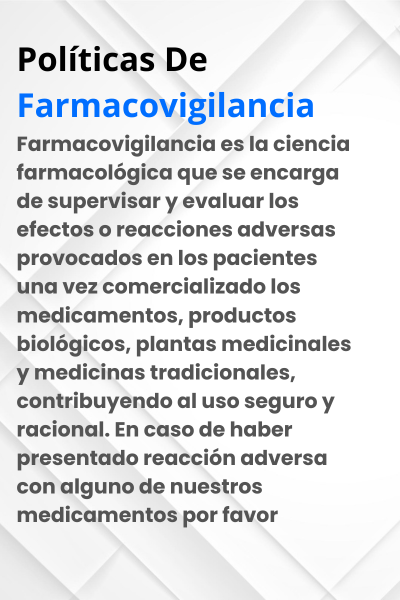 Políticas De
Farmacovigilancia
Farmacovigilancia es la ciencia
farmacológica que se encarga
de supervisar y evaluar los
efectos o reacciones adversas
provocados en los pacientes
una vez comercializado los
medicamentos, productos
biológicos, plantas medicinales
y medicinas tradicionales,
contribuyendo al uso seguro y
racional. En caso de haber
presentado reacción adversa
con alguno de nuestros
medicamentos por favor